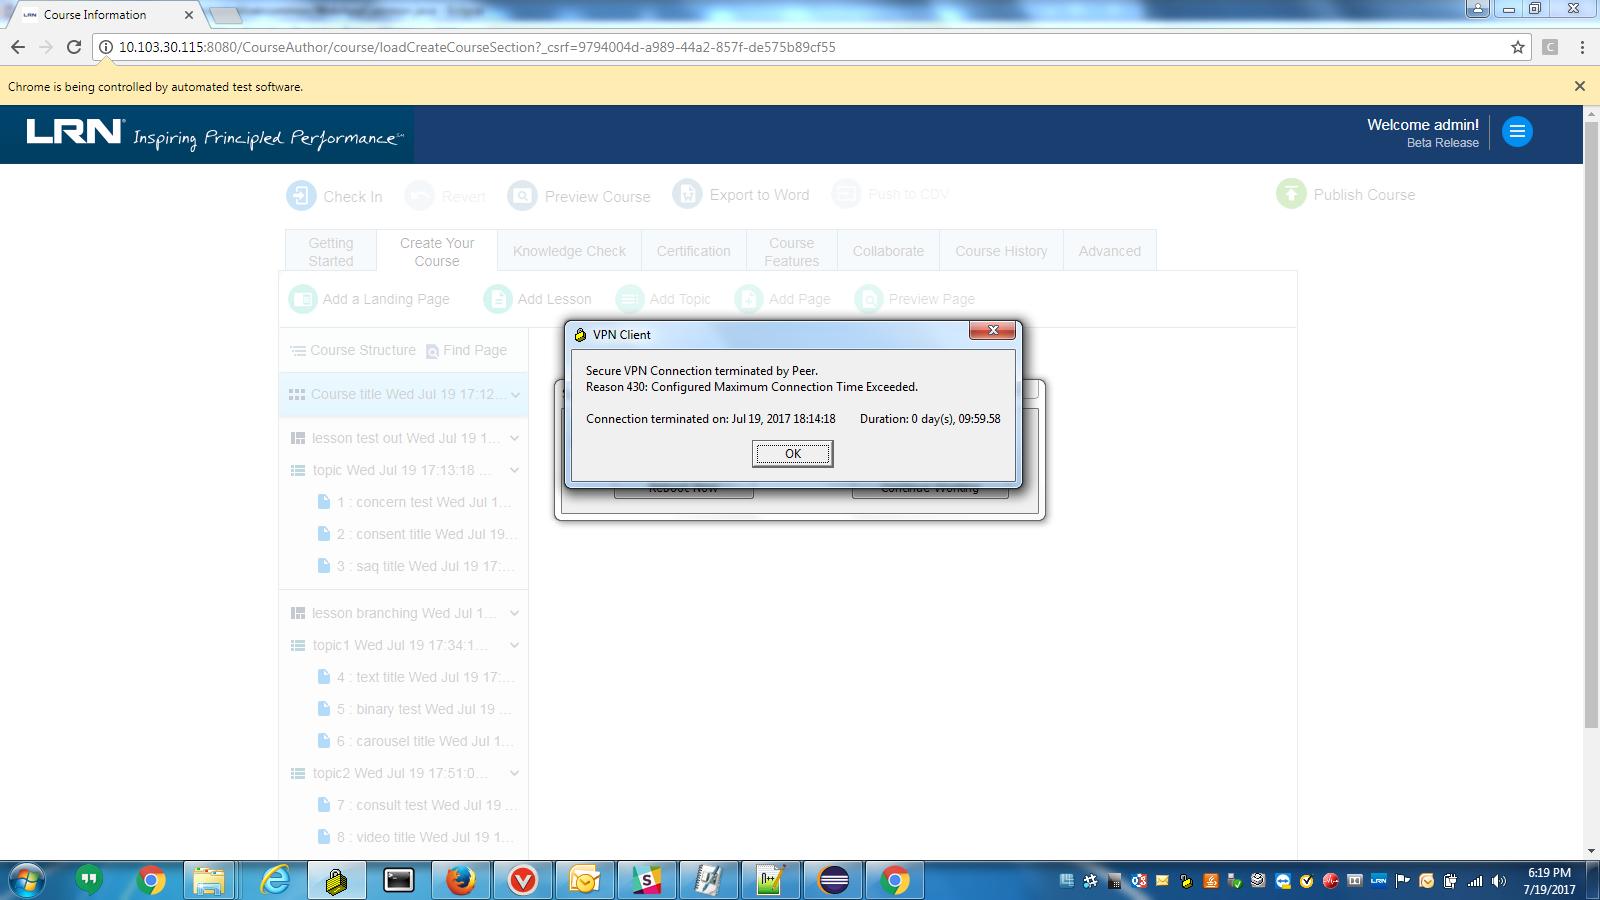 Course Information
10.103.30.115:8080/CourseAuthor/course/loadCreateCourseSection?_csrf=9794004d-a989-44a2-857f-de575b89cf55
Chrome is being controlled by automated test software.
LRN Inspiring Principled Performance
Welcome admin!
Beta Release
Check In
Revert
Preview Course
Export to Word
Push to CDV
Publish Course
Getting Started
Create Your Course
Knowledge Check
Certification
Course Features
Collaborate
Course History
Advanced
Add a Landing Page
Add Lesson
Add Topic
Add Page
Preview Page
Course Structure
Find Page
Course title Wed Jul 19 17:12...
lesson test out Wed Jul 19 1...
topic Wed Jul 19 17:13:18 ...
1 : concern test Wed Jul 1...
2 : consent title Wed Jul 19...
3 : saq title Wed Jul 19 17:...
lesson branching Wed Jul 1...
topic1 Wed Jul 19 17:34:1...
4 : text title Wed Jul 19 17:...
5 : binary test Wed Jul 19 ...
6 : carousel title Wed Jul 1...
topic2 Wed Jul 19 17:51:0...
7 : consult test Wed Jul 19 ...
8 : video title Wed Jul 19 1...
VPN Client
Secure VPN Connection terminated by Peer.
Reason 430: Configured Maximum Connection Time Exceeded.
Connection terminated on: Jul 19, 2017 18:14:18 Duration: 0 day(s), 09:59.58
OK
Reboot Now
Continue Working
6:19 PM
7/19/2017